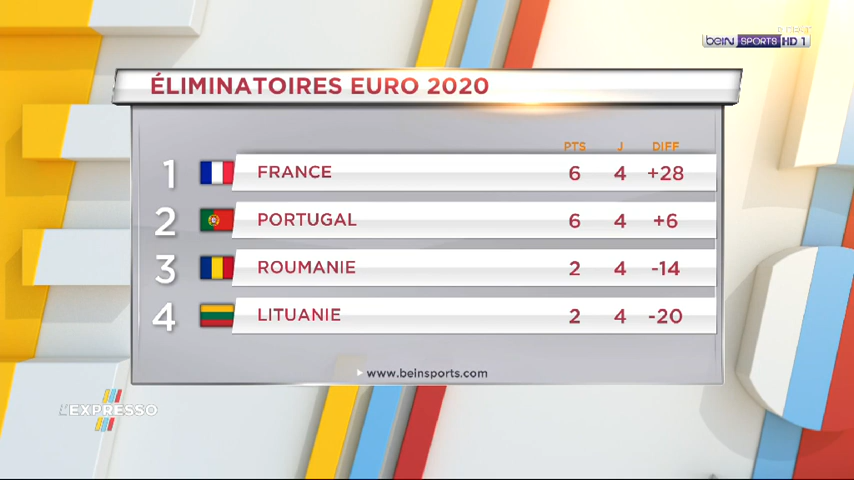 beIN SPORTS HD 1
ÉLIMINATOIRES EURO 2020
PTS J DIFF
1 FRANCE 6 4 +28
2 PORTUGAL 6 4 +6
3 ROUMANIE 2 4 -14
4 LITUANIE 2 4 -20
www.beinsports.com
L'EXPRESSO